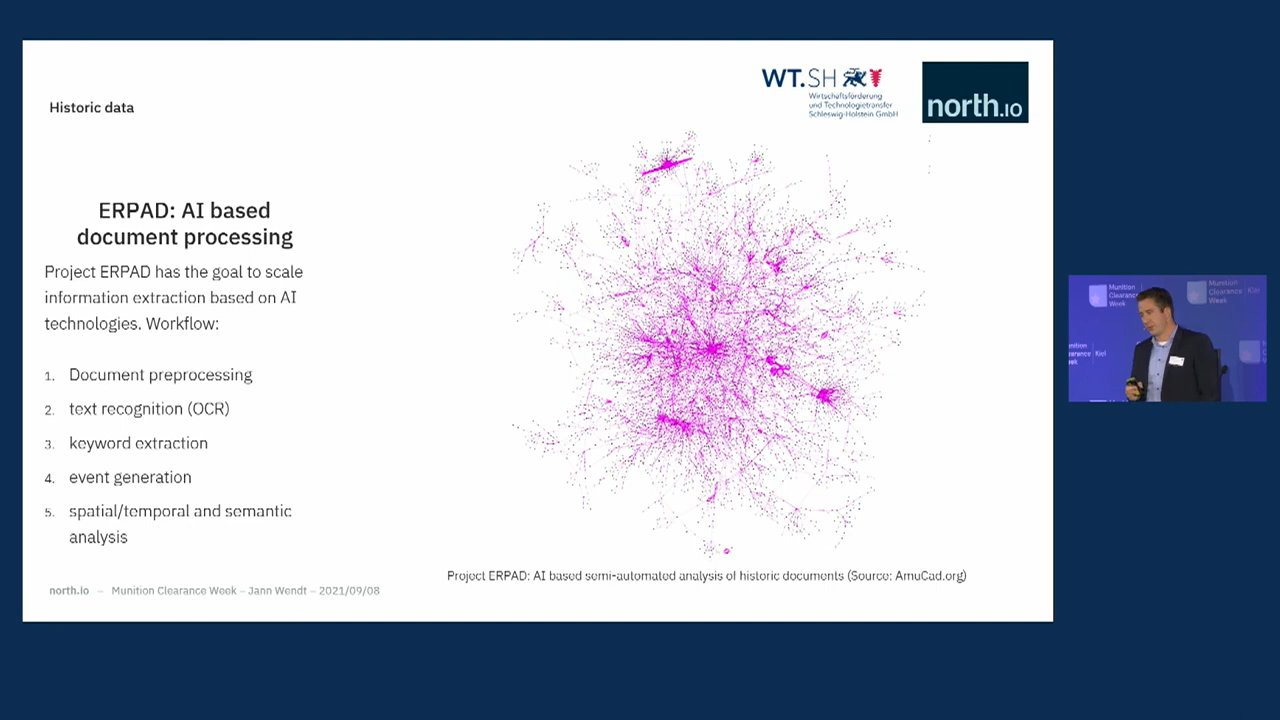 Historic data
WT.SH
Wirtschaftsförderung
und Technologietransfer
Schleswig-Holstein GmbH
north.io
ERPAD: AI based
document processing
Project ERPAD has the goal to scale
information extraction based on AI
technologies. Workflow:
1. Document preprocessing
2. text recognition (OCR)
3. keyword extraction
4. event generation
5. spatial/temporal and semantic
analysis
Project ERPAD: AI based semi-automated analysis of historic documents (Source: AmuCad.org)
north.io – Munition Clearance Week – Jann Wendt – 2021/09/08
Munition
Clearance
Week
Munition
Clearance Kiel
Week